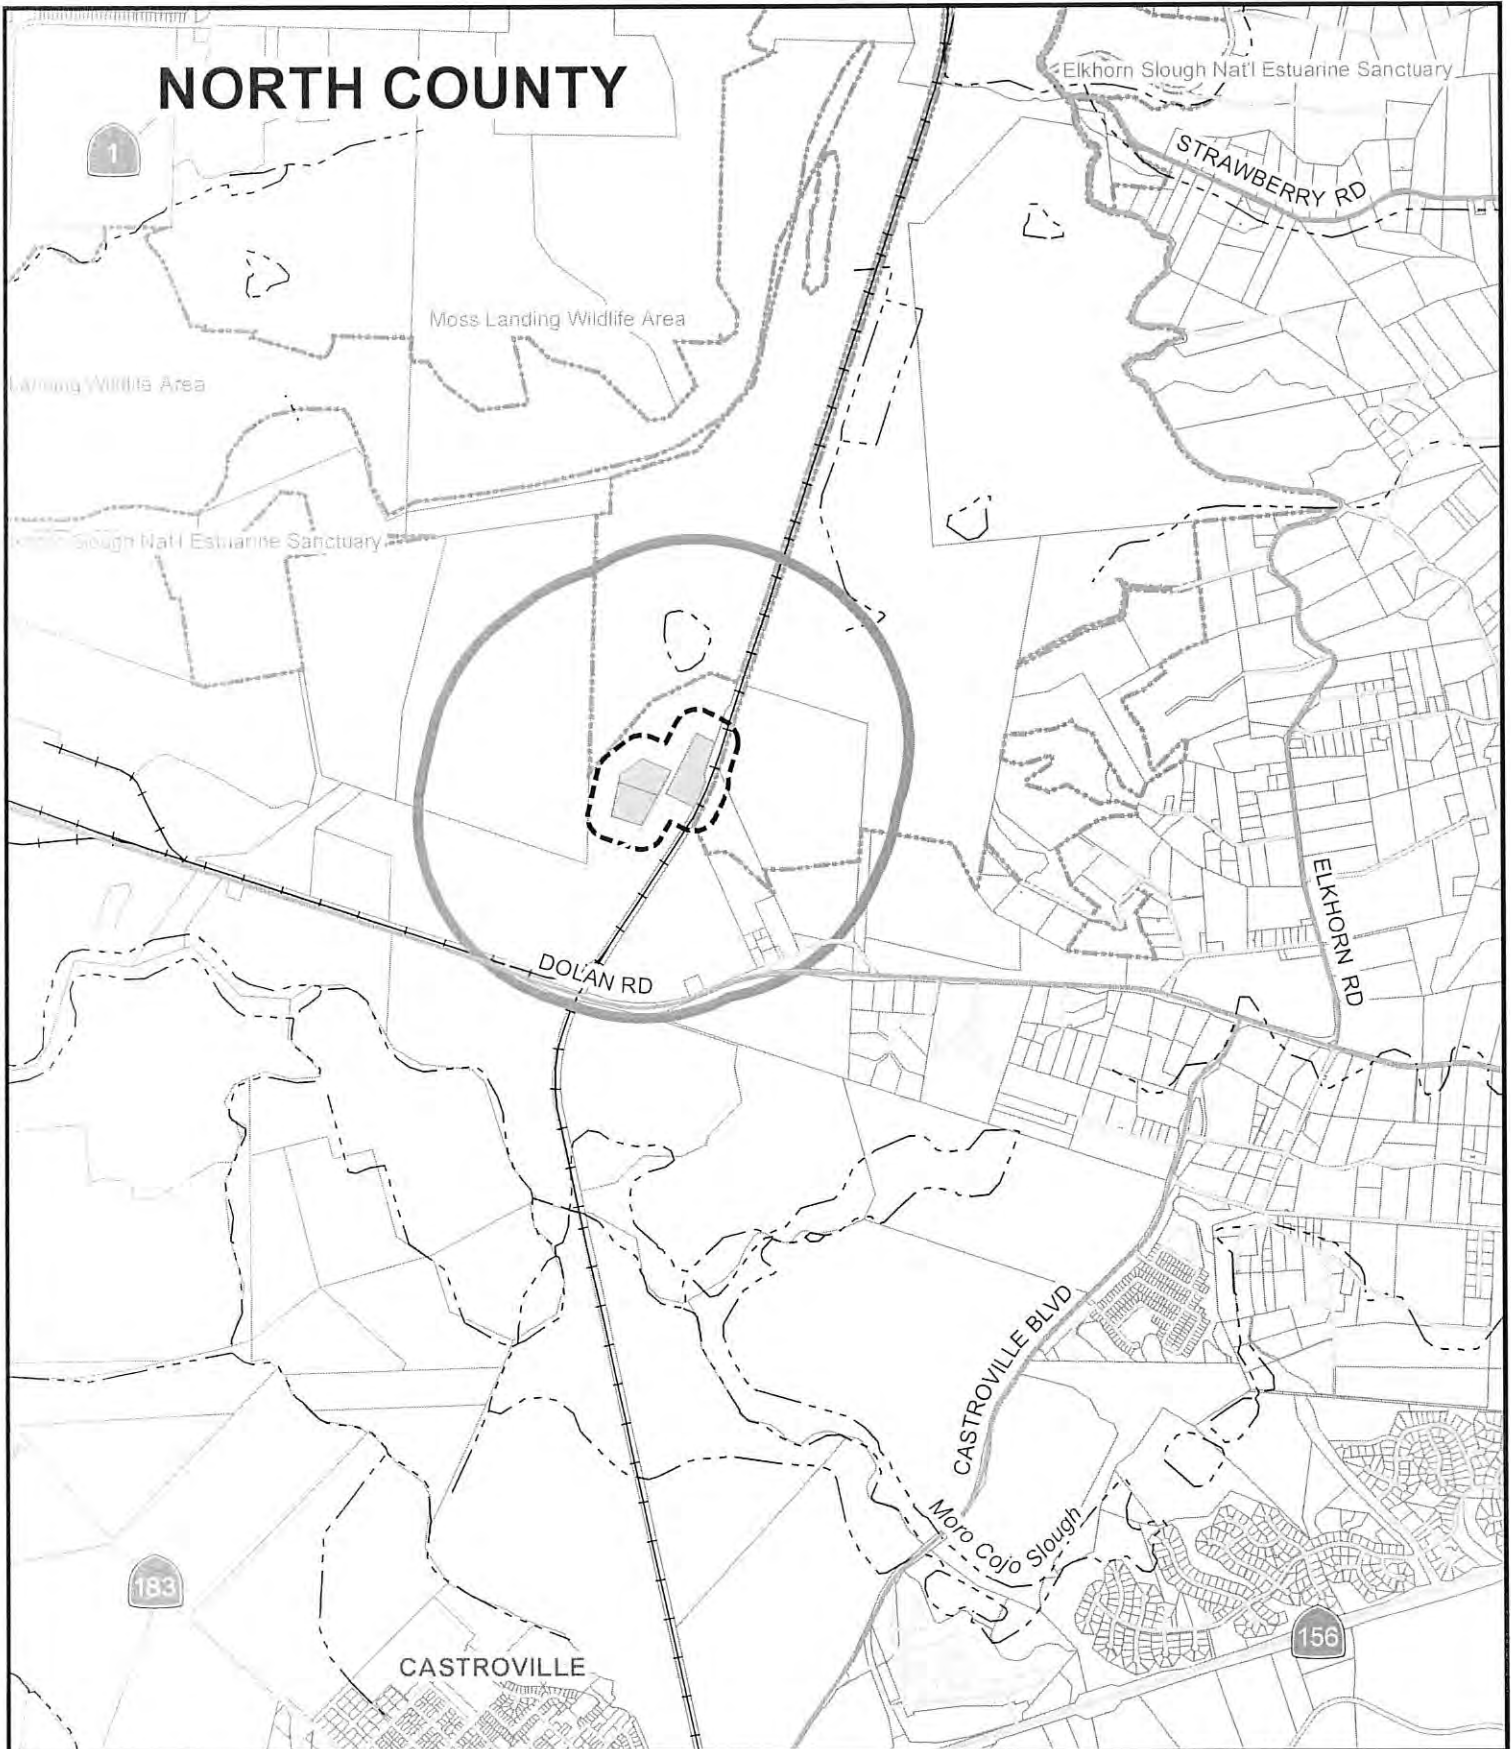 NORTH COUNTY
Elkhorn Slough Nat'l Estuarine Sanctuary
1
STRAWBERRY RD
Moss Landing Wildlife Area
Landing Wildlife Area
Slough Nat'l Estuarine Sanctuary
ELKHORN RD
DOLAN RD
CASTROVILLE BLVD
Moro Cojo Slough
183
156
CASTROVILLE